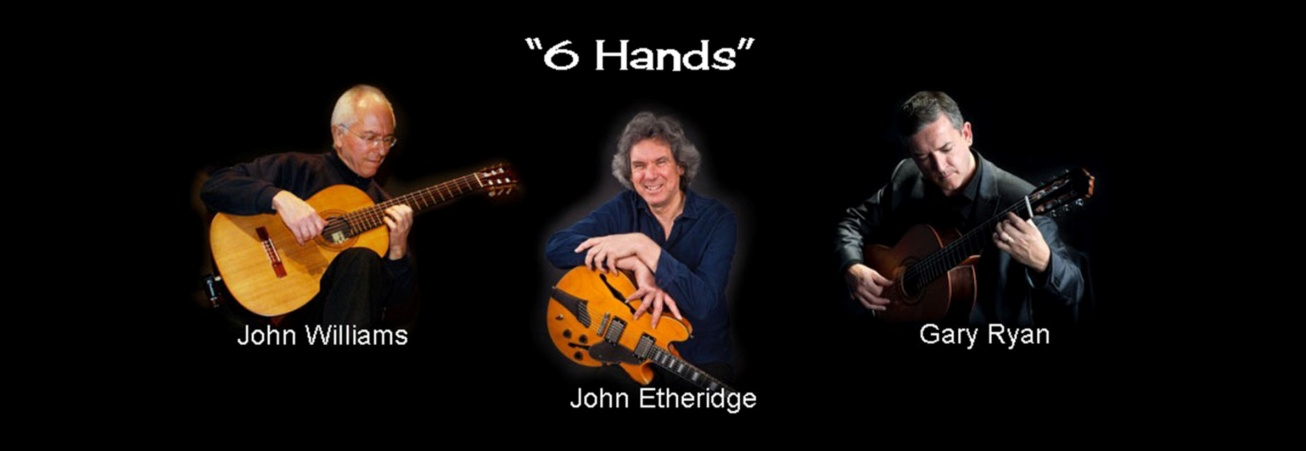 “6 Hands”
John Williams
John Etheridge
Gary Ryan